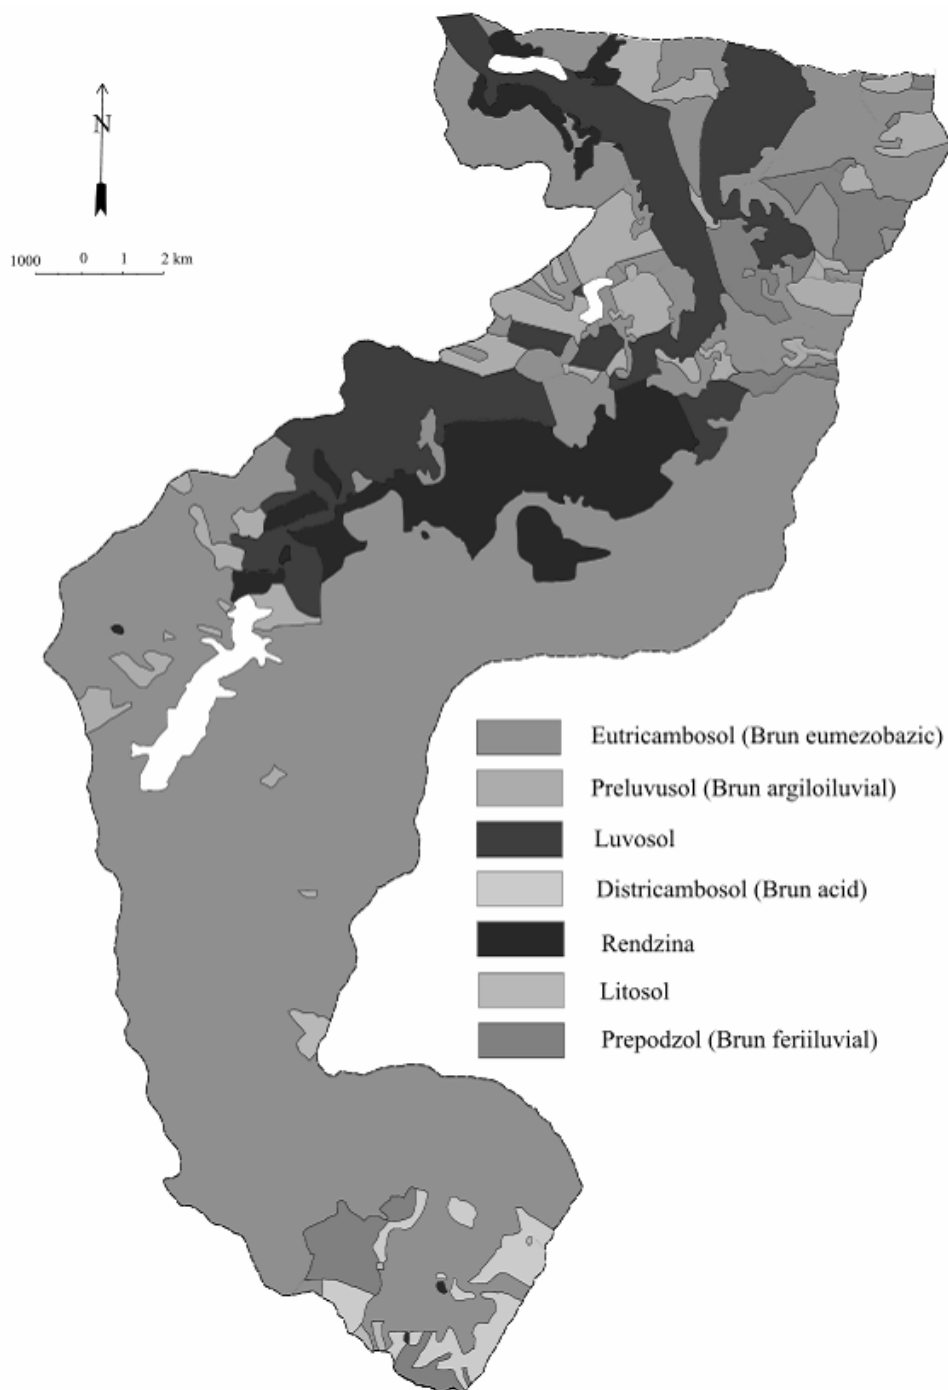 N
1000 0 1 2 km
Eutricambosol (Brun eumezobazic)
Preluvusol (Brun argiloiluvial)
Luvosol
Districambosol (Brun acid)
Rendzina
Litosol
Prepodzol (Brun feriiluvial)